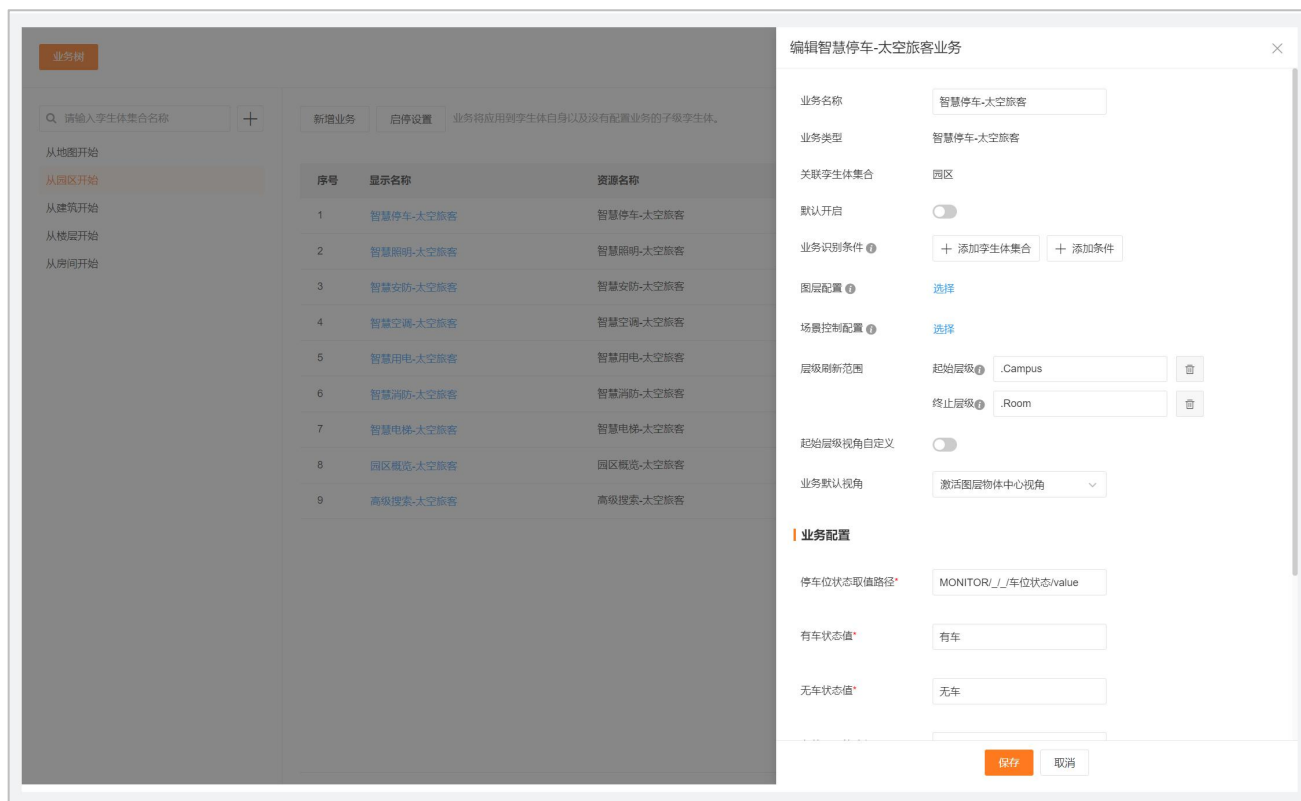 业务树
请输入孪生体集合名称
从地图开始
从园区开始
从建筑开始
从楼层开始
从房间开始
新增业务 启停设置 业务将应用到孪生体自身以及没有配置业务的子级孪生体。
序号 显示名称 资源名称
1 智慧停车-太空旅客 智慧停车-太空旅客
2 智慧照明-太空旅客 智慧照明-太空旅客
3 智慧安防-太空旅客 智慧安防-太空旅客
4 智慧空调-太空旅客 智慧空调-太空旅客
5 智慧用电-太空旅客 智慧用电-太空旅客
6 智慧消防-太空旅客 智慧消防-太空旅客
7 智慧电梯-太空旅客 智慧电梯-太空旅客
8 园区概览-太空旅客 园区概览-太空旅客
9 高级搜索-太空旅客 高级搜索-太空旅客
编辑智慧停车-太空旅客业务
业务名称 智慧停车-太空旅客
业务类型 智慧停车-太空旅客
关联孪生体集合 园区
默认开启
业务识别条件 + 添加孪生体集合 + 添加条件
图层配置 选择
场景控制配置 选择
层级刷新范围 起始层级 .Campus
终止层级 .Room
起始层级视角自定义
业务默认视角 激活图层物体中心视角
业务配置
停车位状态取值路径* MONITOR/_/_/车位状态/value
有车状态值* 有车
无车状态值* 无车
保存 取消